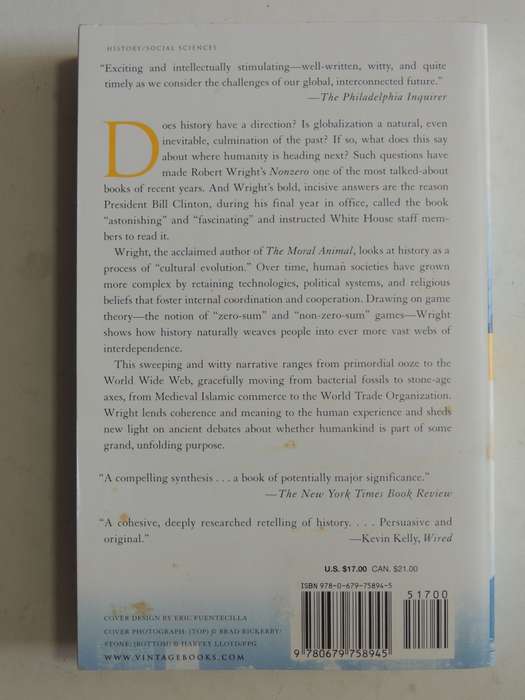 HISTORY/SOCIAL SCIENCES
“Exciting and intellectually stimulating—well-written, witty, and quite
timely as we consider the challenges of our global, interconnected future.”
—The Philadelphia Inquirer
Does history have a direction? Is globalization a natural, even
inevitable, culmination of the past? If so, what does this say
about where humanity is heading next? Such questions have
made Robert Wright’s Nonzero one of the most talked-about
books of recent years. And Wright’s bold, incisive answers are the reason
President Bill Clinton, during his final year in office, called the book
“astonishing” and “fascinating” and instructed White House staff mem-
bers to read it.
Wright, the acclaimed author of The Moral Animal, looks at history as a
process of “cultural evolution.” Over time, human societies have grown
more complex by retaining technologies, political systems, and religious
beliefs that foster internal coordination and cooperation. Drawing on game
theory—the notion of “zero-sum” and “non-zero-sum” games—Wright
shows how history naturally weaves people into ever more vast webs of
interdependence.
This sweeping and witty narrative ranges from primordial ooze to the
World Wide Web, gracefully moving from bacterial fossils to stone-age
axes, from Medieval Islamic commerce to the World Trade Organization.
Wright lends coherence and meaning to the human experience and sheds
new light on ancient debates about whether humankind is part of some
grand, unfolding purpose.
“A compelling synthesis . . . a book of potentially major significance.”
—The New York Times Book Review
“A cohesive, deeply researched retelling of history. . . . Persuasive and
original.”
—Kevin Kelly, Wired
U.S. $17.00 CAN. $21.00
ISBN 978-0-679-75894-5
51700
9 780679 758945
COVER DESIGN BY ERIC FUENTECILLA
COVER PHOTOGRAPH: (TOP) © BRAD RICKERBY/
STONE; (BOTTOM) © HARVEY LLOYD/FPG
WWW.VINTAGEBOOKS.COM